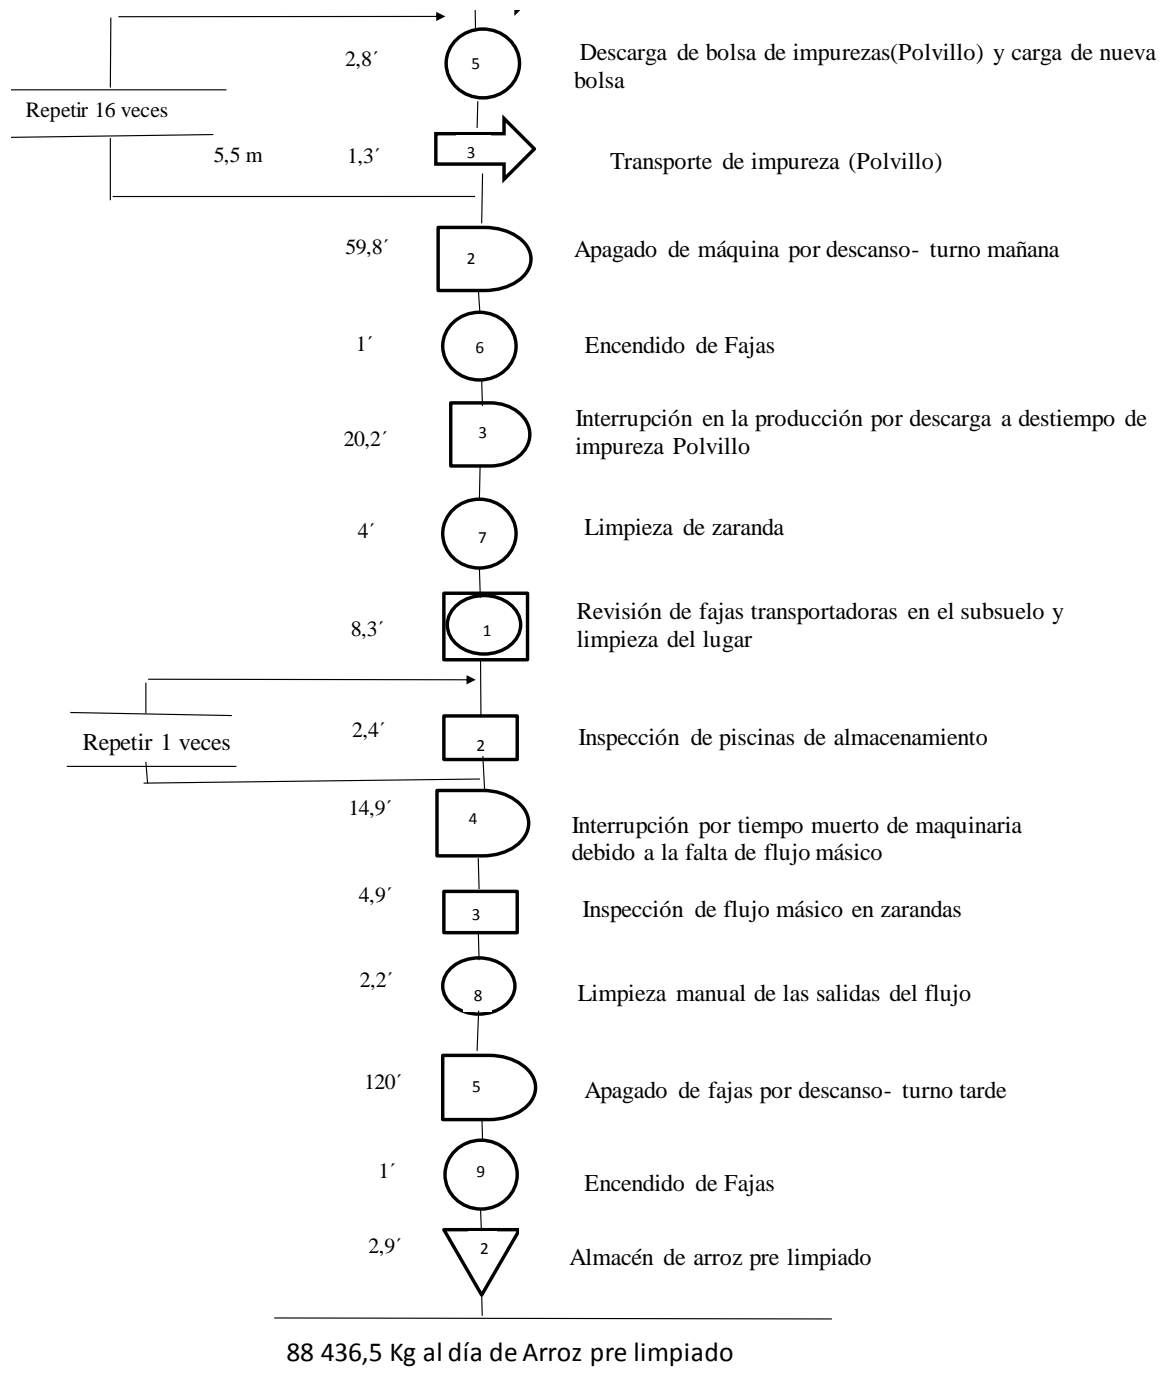 2,8´
5
Descarga de bolsa de impurezas(Polvillo) y carga de nueva
bolsa
Repetir 16 veces
5,5 m
1,3´
3
Transporte de impureza (Polvillo)
59,8´
2
Apagado de máquina por descanso- turno mañana
1´
6
Encendido de Fajas
20,2´
3
Interrupción en la producción por descarga a destiempo de
impureza Polvillo
4´
7
Limpieza de zaranda
8,3´
1
Revisión de fajas transportadoras en el subsuelo y
limpieza del lugar
Repetir 1 veces
2,4´
2
Inspección de piscinas de almacenamiento
14,9´
4
Interrupción por tiempo muerto de maquinaria
debido a la falta de flujo másico
4,9´
3
Inspección de flujo másico en zarandas
2,2´
8
Limpieza manual de las salidas del flujo
120´
5
Apagado de fajas por descanso- turno tarde
1´
9
Encendido de Fajas
2,9´
2
Almacén de arroz pre limpiado
88 436,5 Kg al día de Arroz pre limpiado